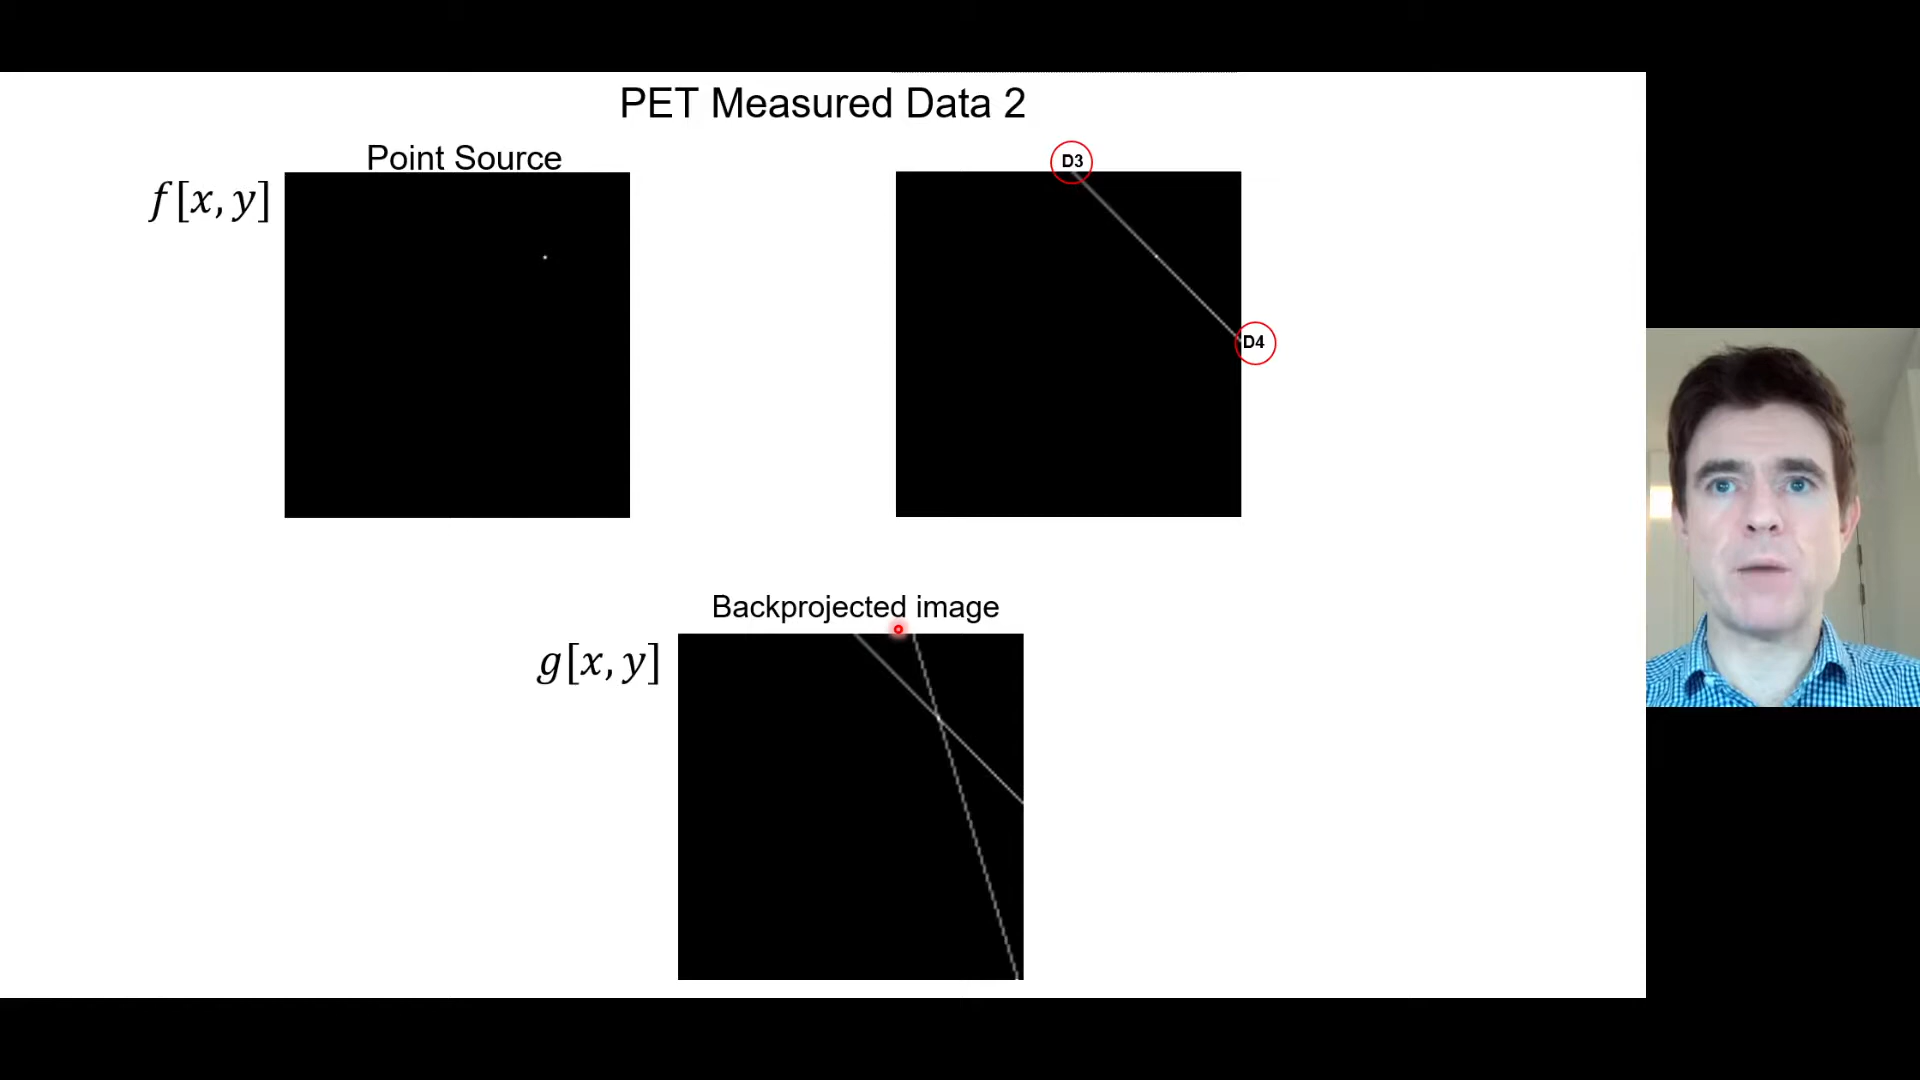 PET Measured Data 2
Point Source
f[x, y]
D3
D4
Backprojected image
g[x, y]